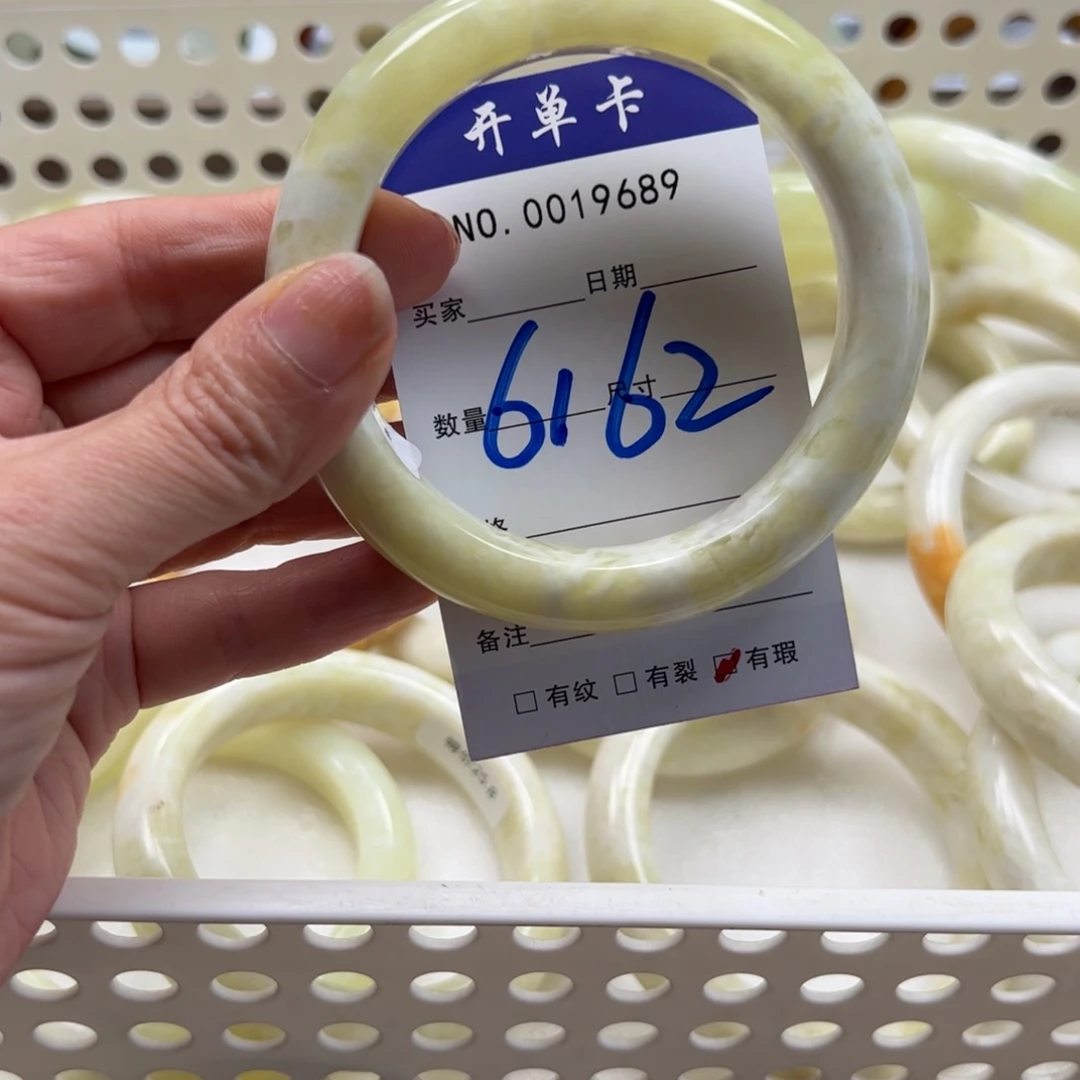 开单卡
NO.0019689
买家 日期
数量 尺寸
6162
格
备注
□有纹 □有裂 ☑有瑕